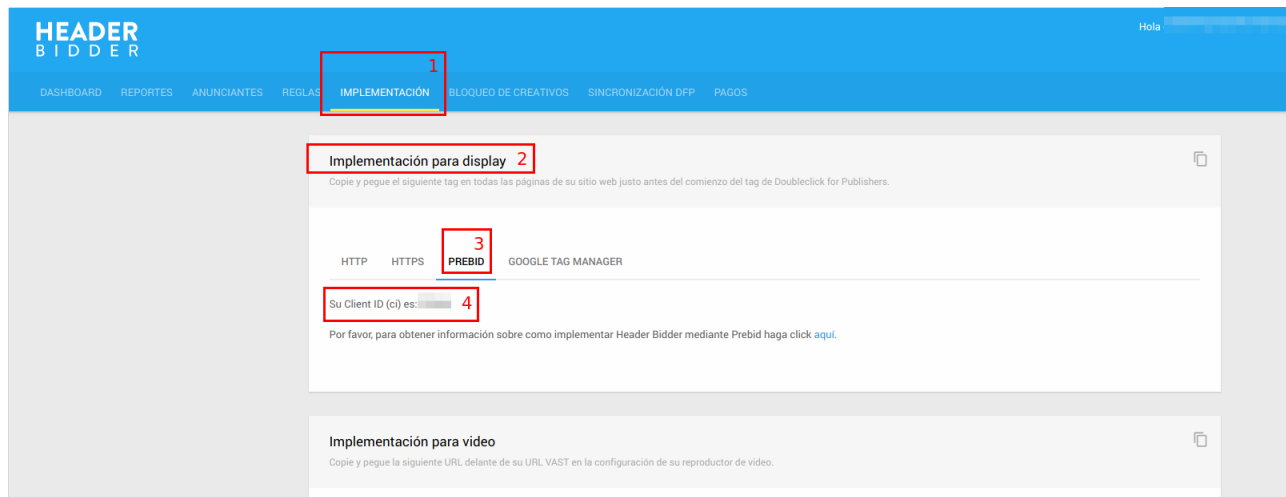 HEADER
BIDDER
Hola
1
DASHBOARD REPORTES ANUNCIANTES REGLAS IMPLEMENTACIÓN BLOQUEO DE CREATIVOS SINCRONIZACIÓN DFP PAGOS
Implementación para display 2
Copie y pegue el siguiente tag en todas las páginas de su sitio web justo antes del comienzo del tag de Doubleclick for Publishers.
3
HTTP HTTPS PREBID GOOGLE TAG MANAGER
Su Client ID (ci) es: 4
Por favor, para obtener información sobre como implementar Header Bidder mediante Prebid haga click aquí.
Implementación para video
Copie y pegue la siguiente URL delante de su URL VAST en la configuración de su reproductor de video.